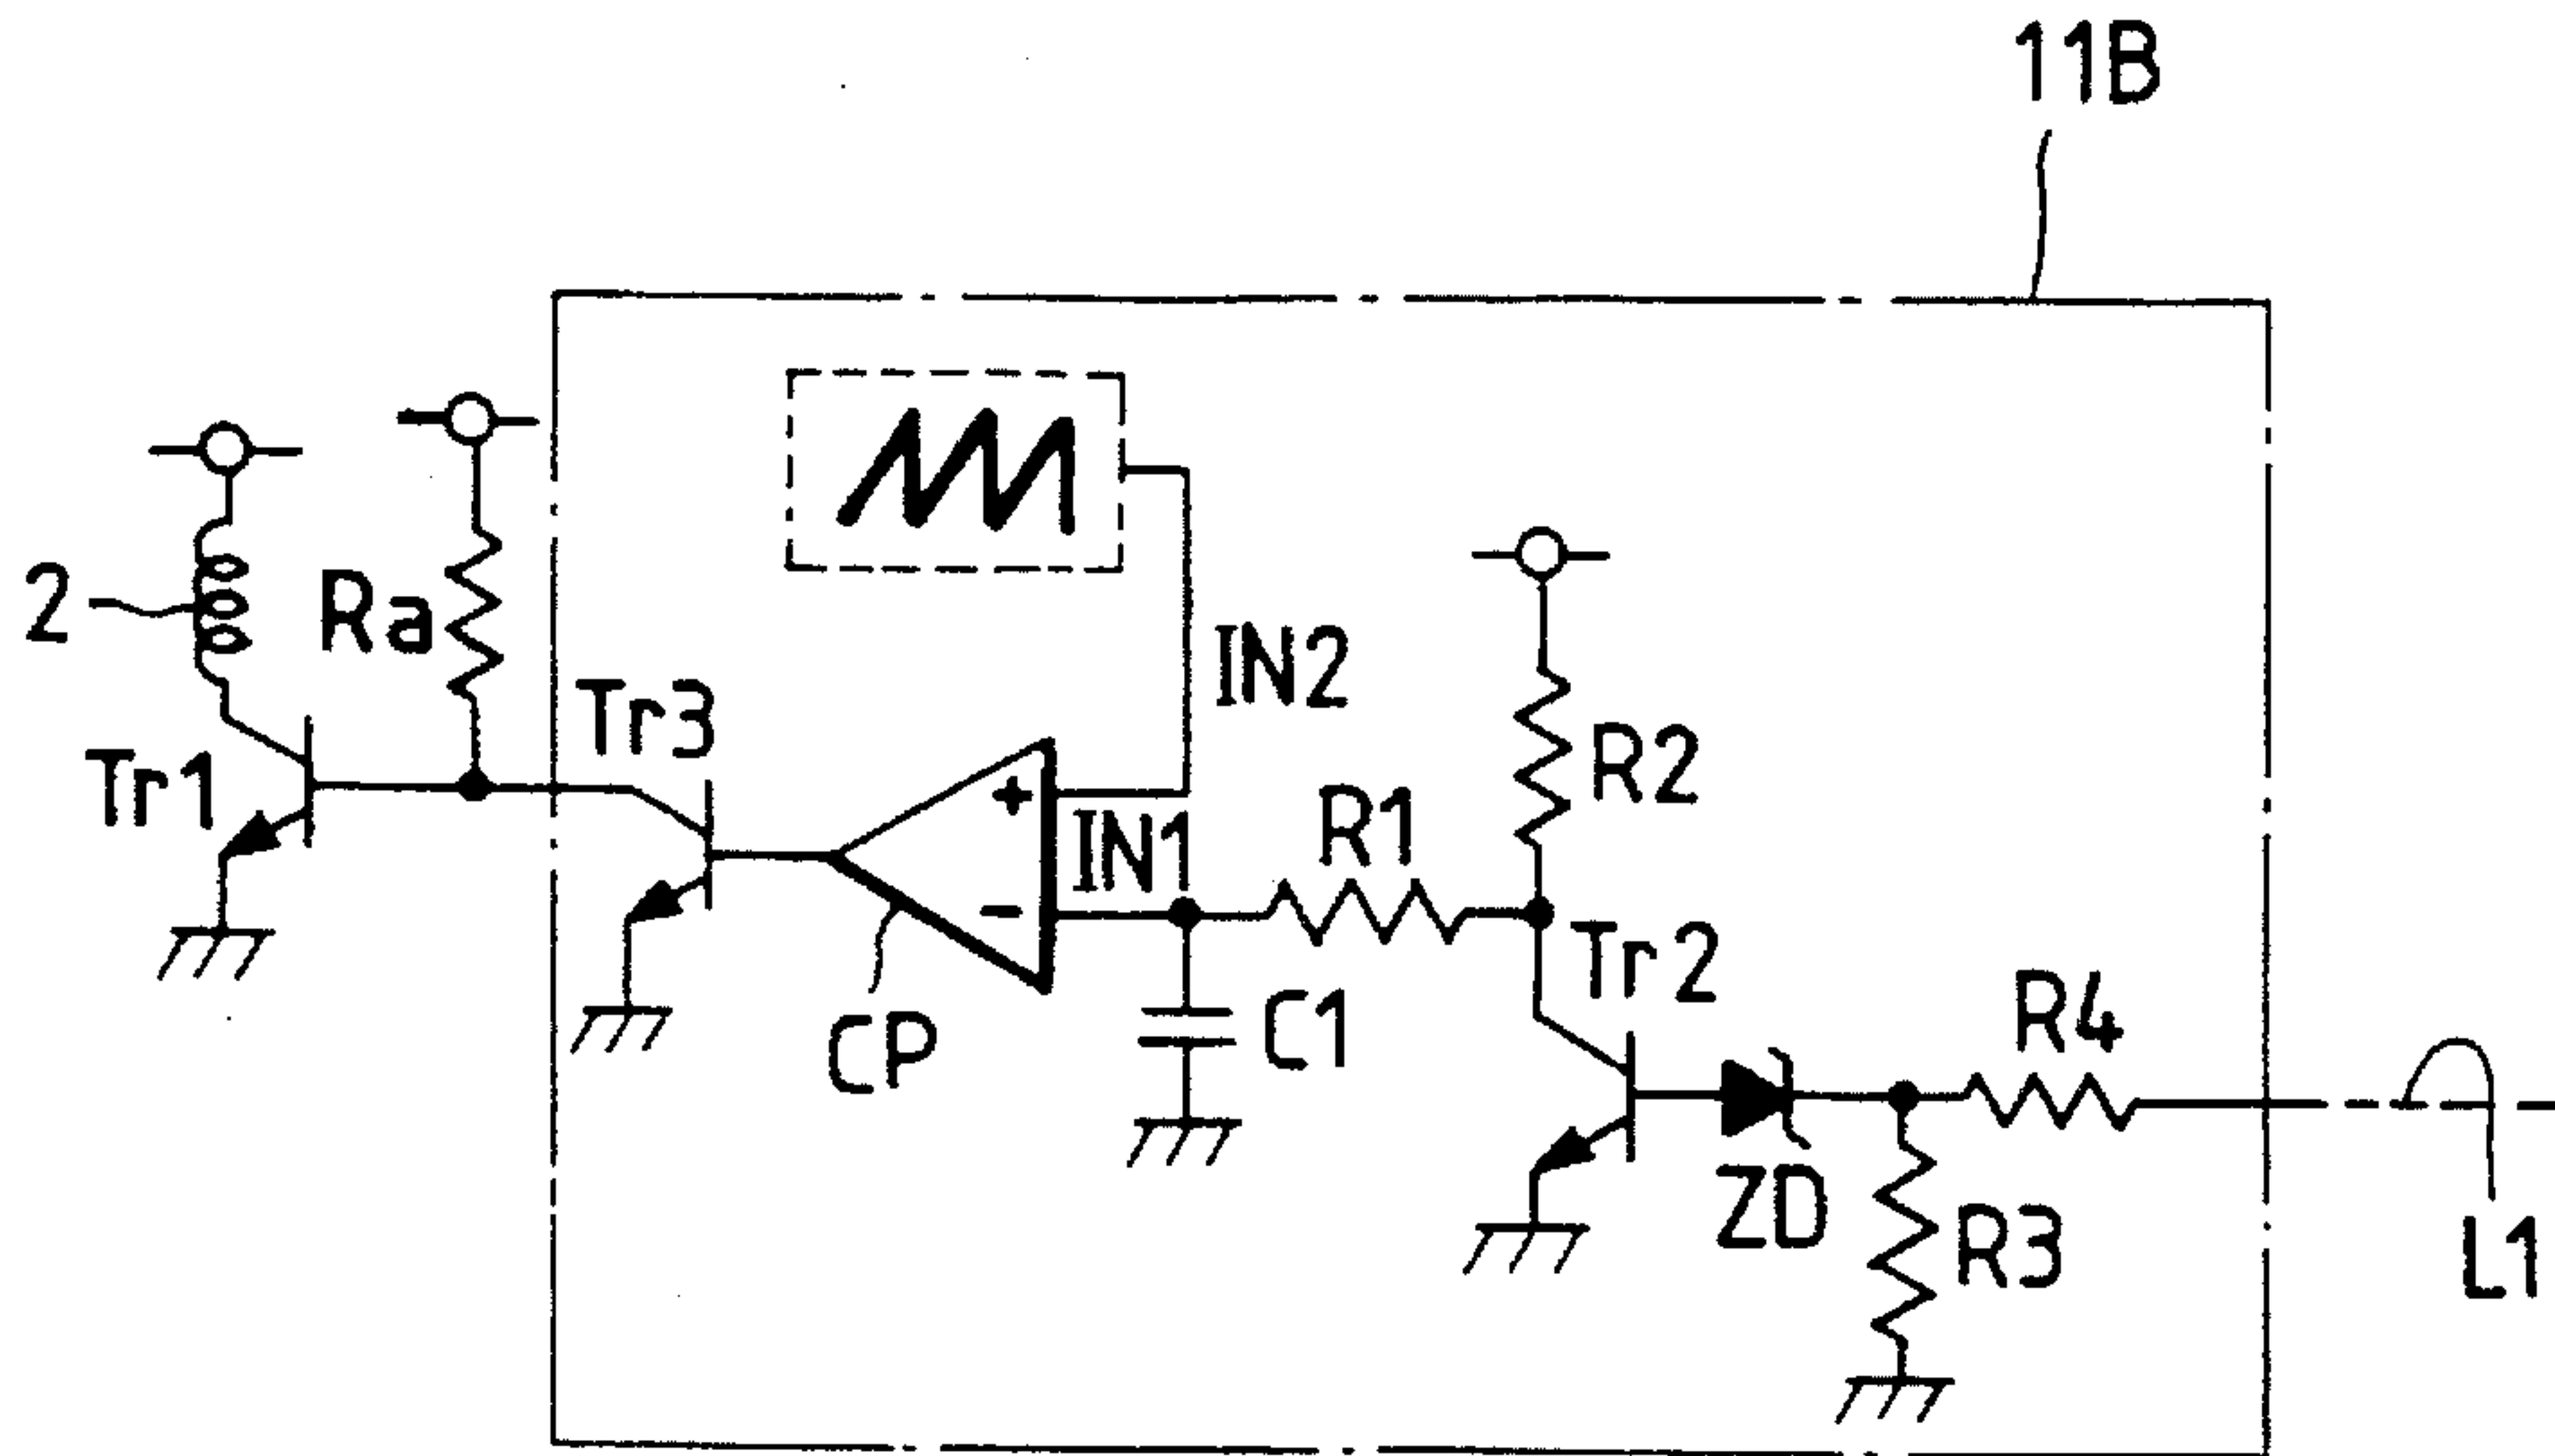 11B
2
Ra
Tr1
Tr3
IN2
+
IN1
-
CP
C1
R1
R2
Tr2
ZD
R4
R3
L1